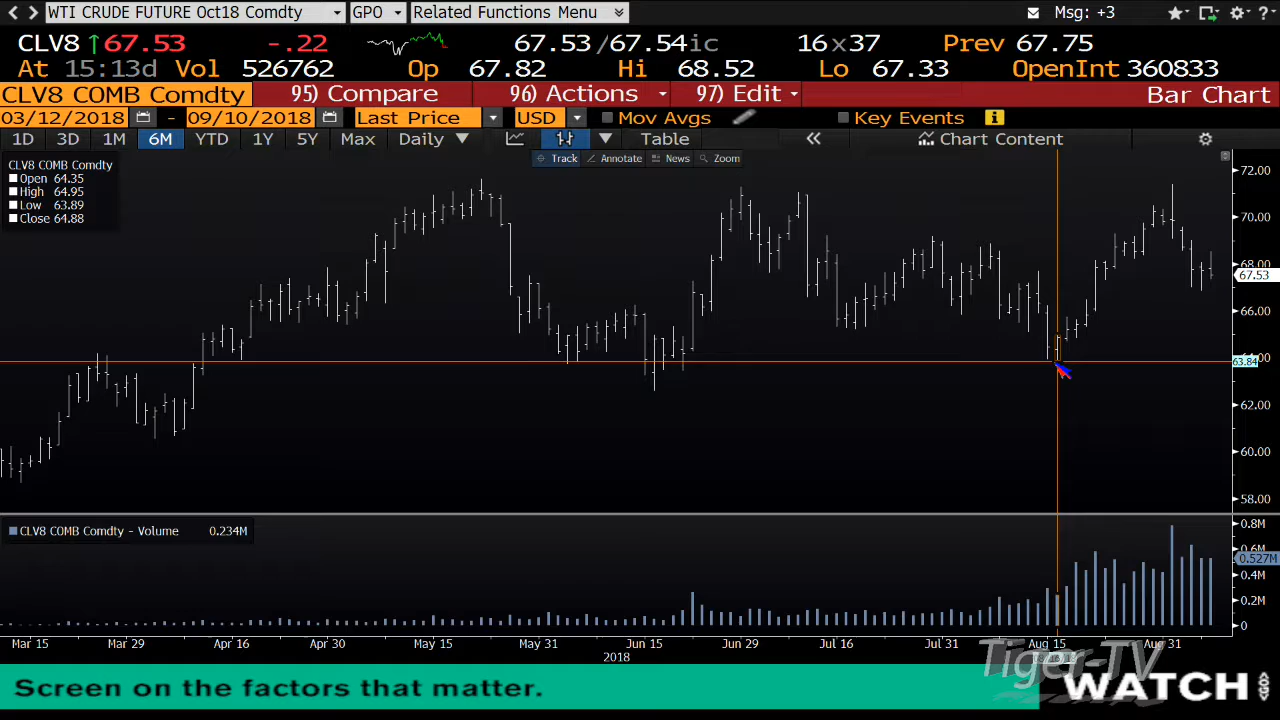 WTI CRUDE FUTURE Oct18 Comdty GPO Related Functions Menu Msg: +3 ?
CLV8 ↑67.53 -.22 67.53/67.54ic 16x37 Prev 67.75
At 15:13d Vol 526762 Op 67.82 Hi 68.52 Lo 67.33 OpenInt 360833
CLV8 COMB Comdty 95) Compare 96) Actions 97) Edit Bar Chart
03/12/2018 - 09/10/2018 Last Price USD Mov Avgs Key Events i
1D 3D 1M 6M YTD 1Y 5Y Max Daily Table « Chart Content
Track Annotate News Zoom
CLV8 COMB Comdty
Open 64.35
High 64.95
Low 63.89
Close 64.88
72.00
70.00
68.00
67.53
66.00
64.00
63.84
62.00
60.00
58.00
CLV8 COMB Comdty - Volume 0.234M
0.8M
0.6M
0.527M
0.4M
0.2M
0
Mar 15 Mar 29 Apr 16 Apr 30 May 15 May 31 Jun 15 Jun 29 Jul 16 Jul 31 Aug 15 Aug 31
2018
Tiger-TV
Screen on the factors that matter.
WATCH